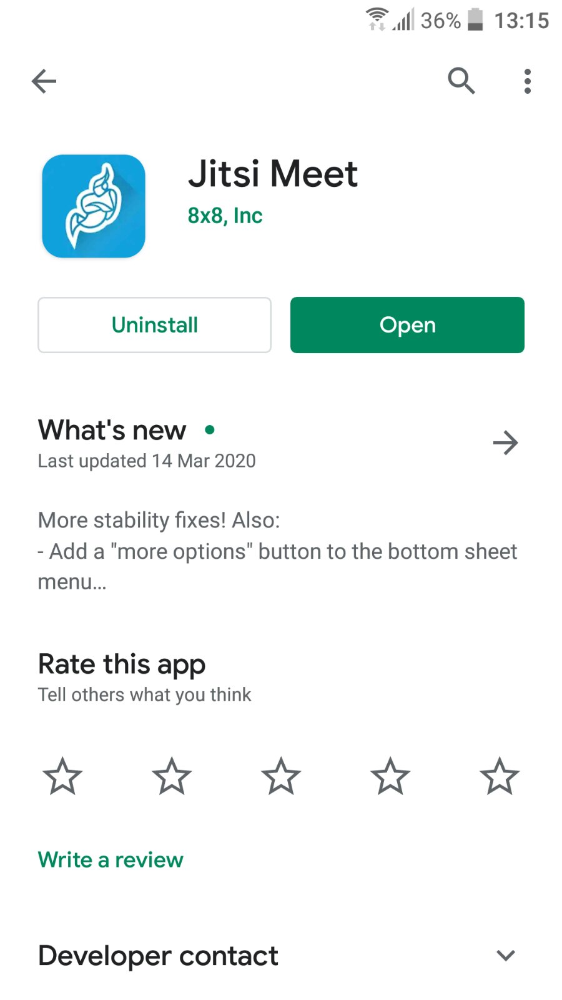 36% 13:15
Jitsi Meet
8x8, Inc
Uninstall
Open
What's new
Last updated 14 Mar 2020
More stability fixes! Also:
- Add a "more options" button to the bottom sheet
menu…
Rate this app
Tell others what you think
Write a review
Developer contact